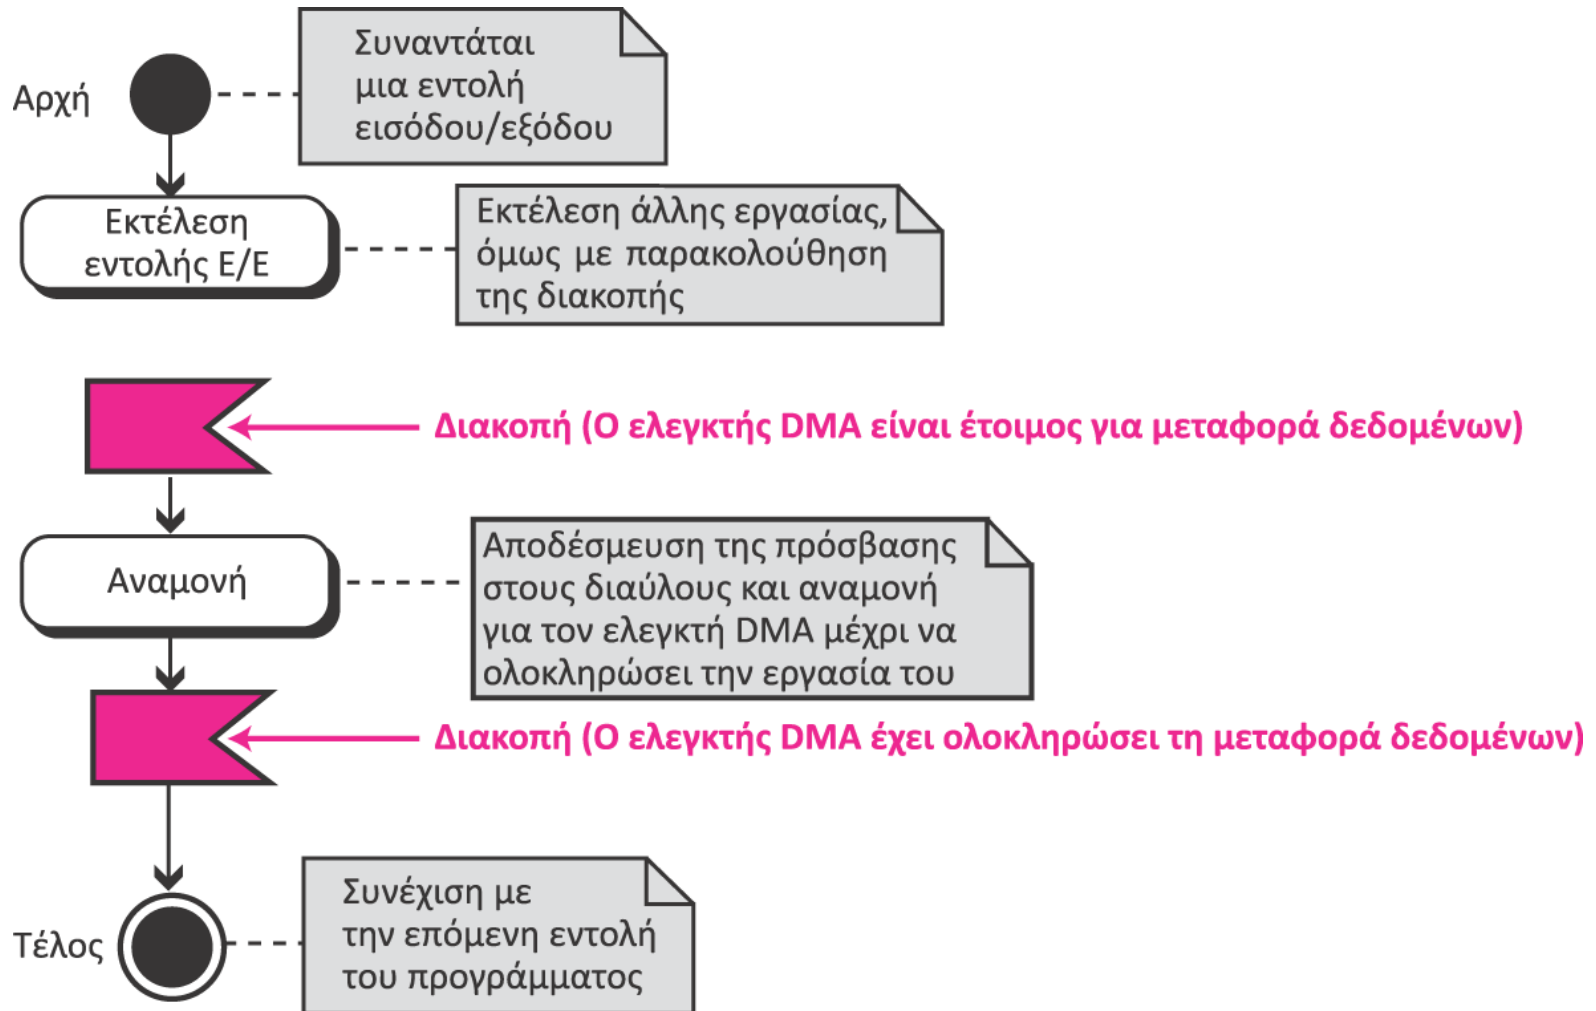 Συναντάται
μια εντολή
εισόδου/εξόδου
Αρχή
Εκτέλεση
εντολής Ε/Ε
Εκτέλεση άλλης εργασίας,
όμως με παρακολούθηση
της διακοπής
Διακοπή (Ο ελεγκτής DMA είναι έτοιμος για μεταφορά δεδομένων)
Αναμονή
Αποδέσμευση της πρόσβασης
στους διαύλους και αναμονή
για τον ελεγκτή DMA μέχρι να
ολοκληρώσει την εργασία του
Διακοπή (Ο ελεγκτής DMA έχει ολοκληρώσει τη μεταφορά δεδομένων)
Τέλος
Συνέχιση με
την επόμενη εντολή
του προγράμματος